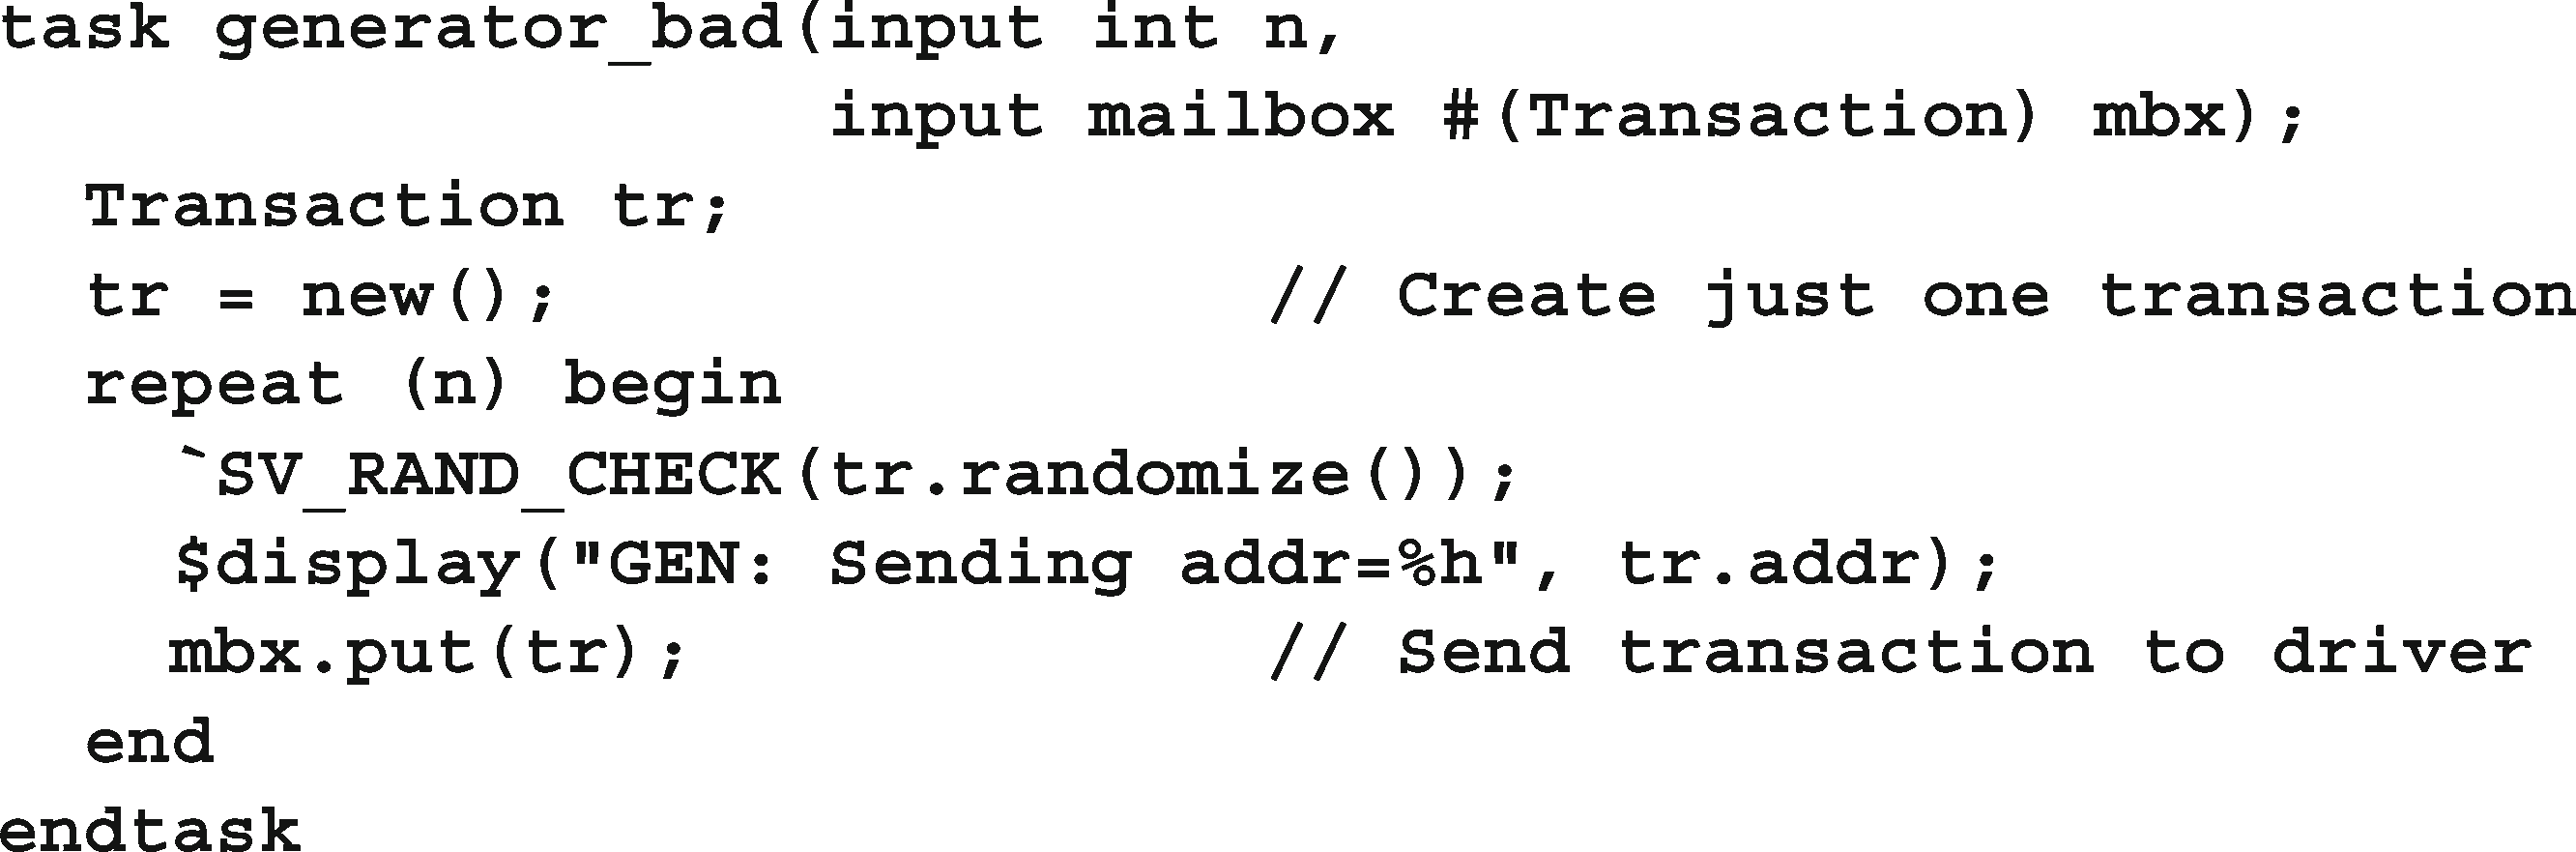 task generator_bad(input int n,
                   input mailbox #(Transaction) mbx);
  Transaction tr;
  tr = new();                 // Create just one transaction
  repeat (n) begin
    `SV_RAND_CHECK(tr.randomize());
    $display("GEN: Sending addr=%h", tr.addr);
    mbx.put(tr);              // Send transaction to driver
  end
endtask